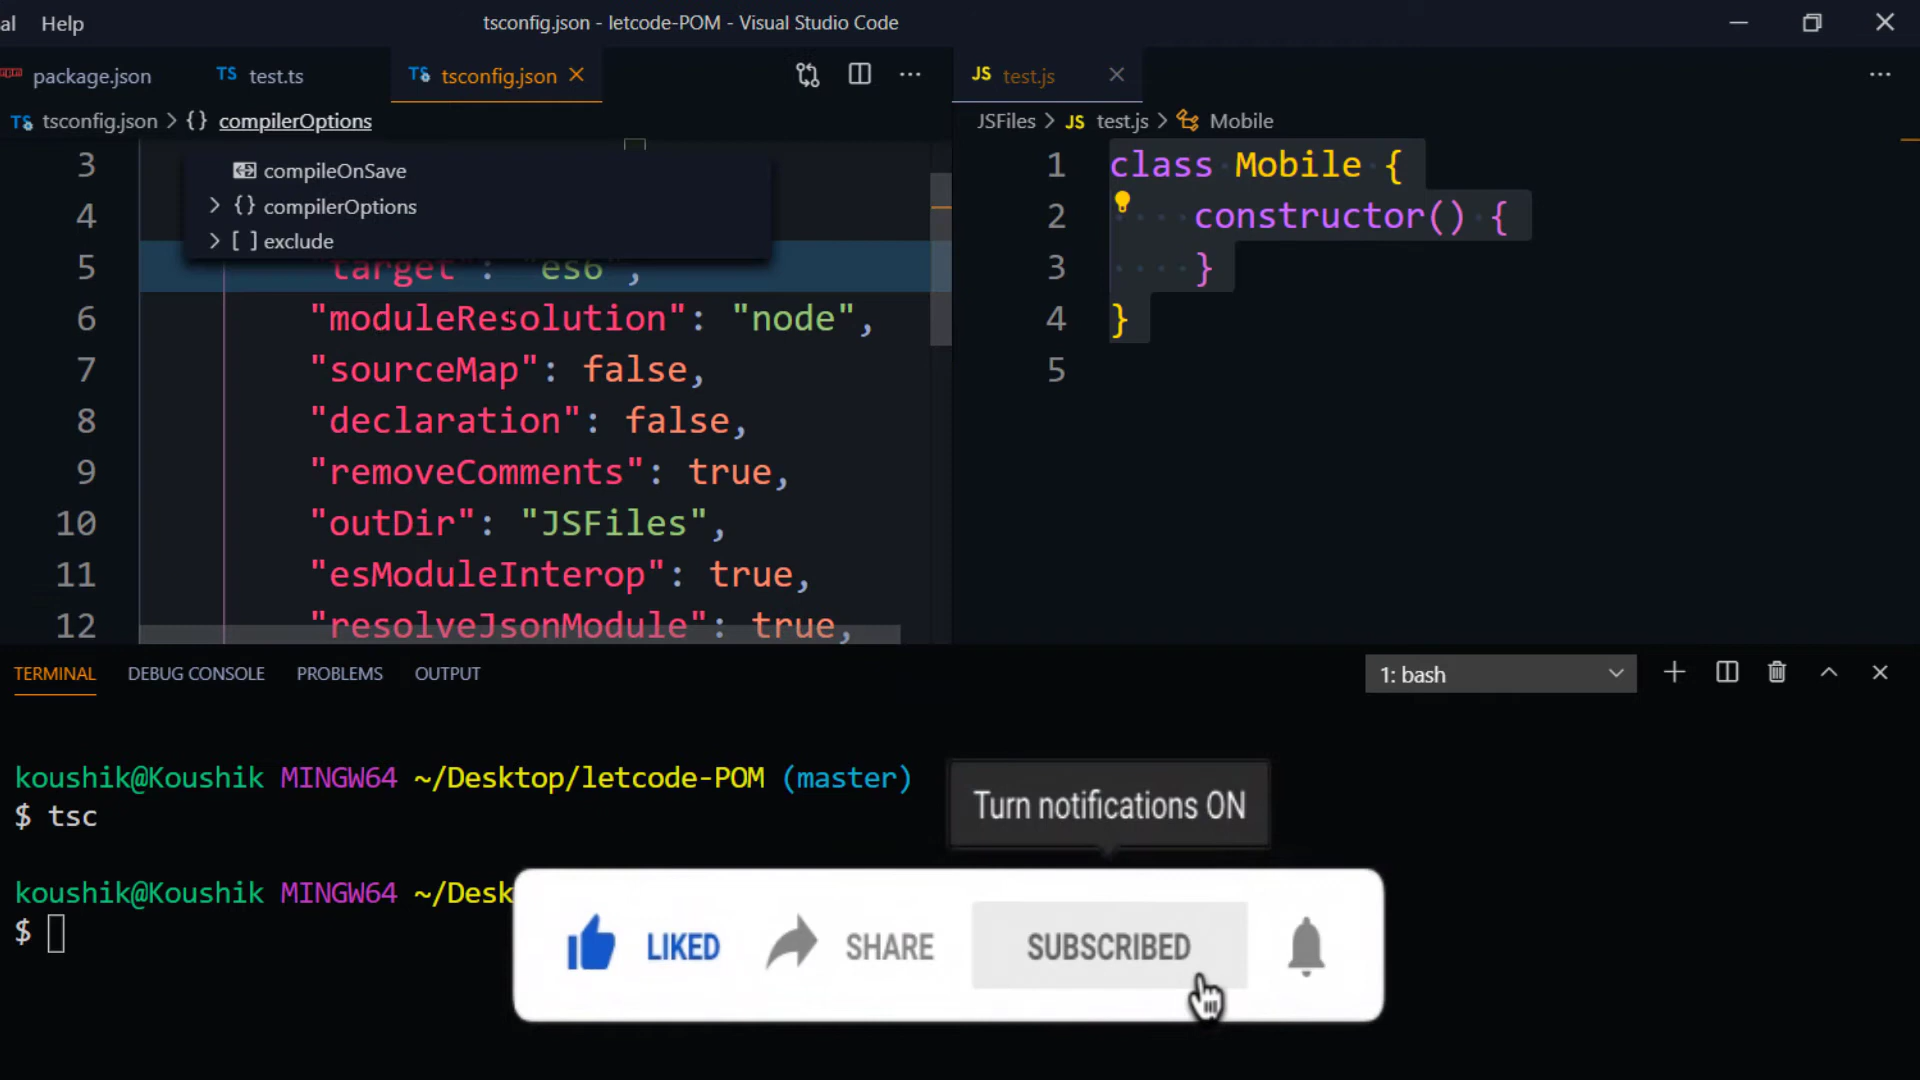 al Help tsconfig.json - letcode-POM - Visual Studio Code
package.json TS test.ts TS tsconfig.json
JS test.js
TS tsconfig.json > {} compilerOptions
JSFiles > JS test.js > Mobile
compileOnSave
> {} compilerOptions
> [ ] exclude
3
4
5 "target": "es6",
6 "moduleResolution": "node",
7 "sourceMap": false,
8 "declaration": false,
9 "removeComments": true,
10 "outDir": "JSFiles",
11 "esModuleInterop": true,
12 "resolveJsonModule": true,
1 class Mobile {
2 constructor() {
3 }
4 }
5
TERMINAL DEBUG CONSOLE PROBLEMS OUTPUT 1: bash
koushik@Koushik MINGW64 ~/Desktop/letcode-POM (master)
$ tsc
koushik@Koushik MINGW64 ~/Desk
$
Turn notifications ON
LIKED SHARE SUBSCRIBED